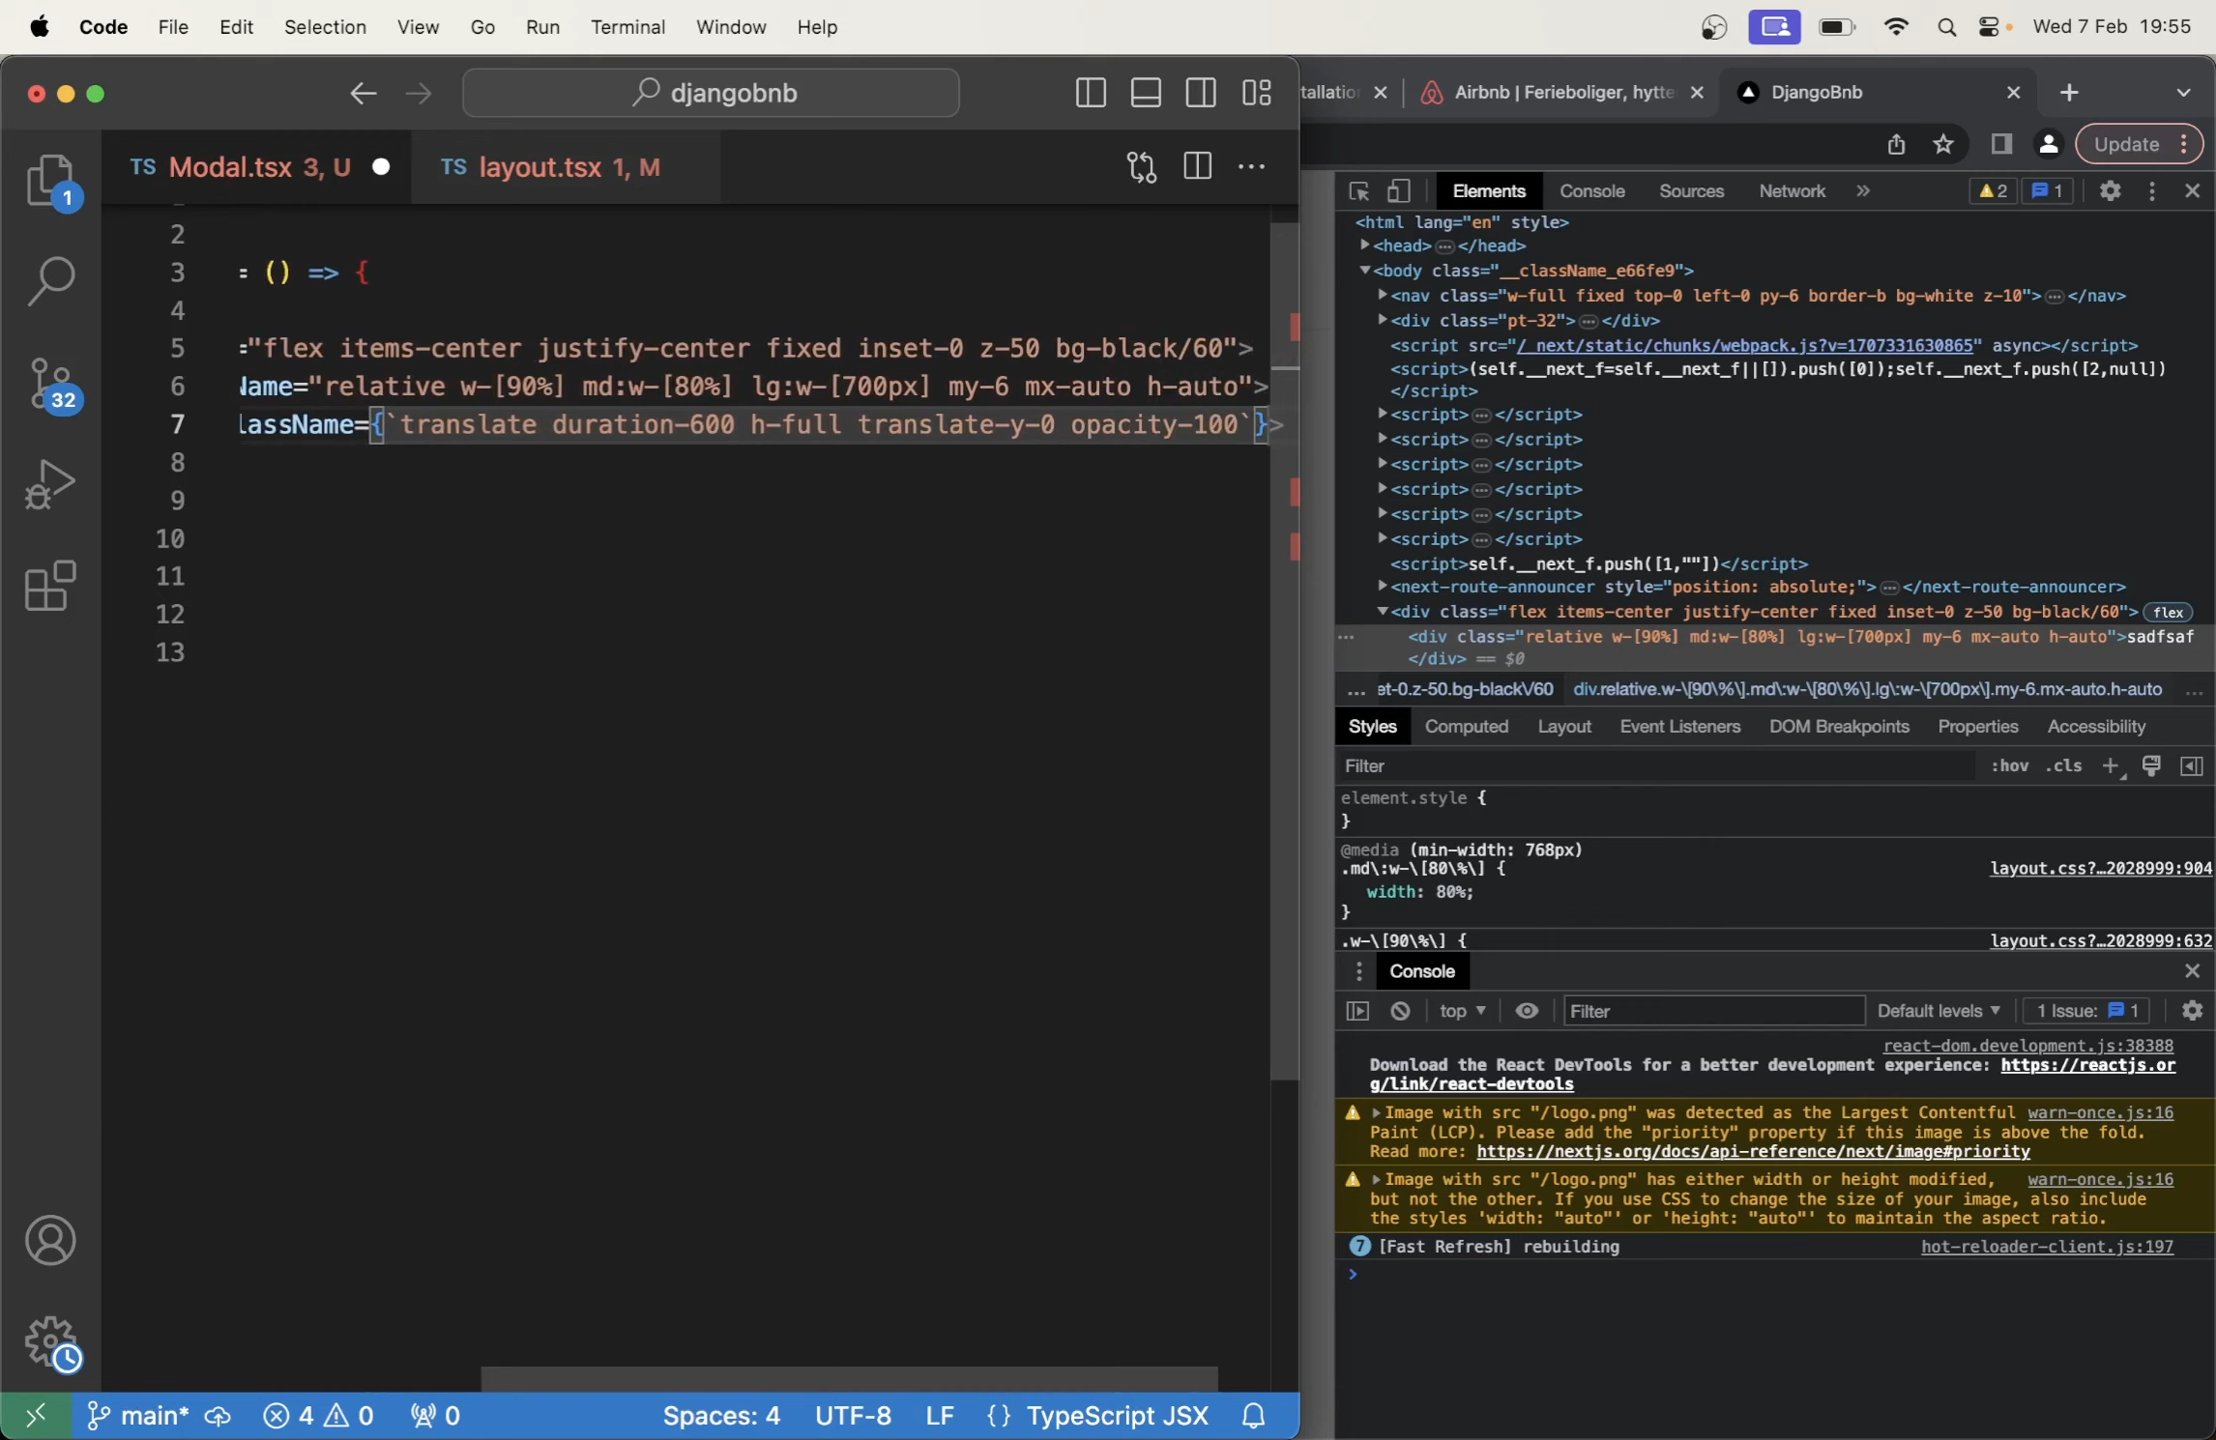 Code File Edit Selection View Go Run Terminal Window Help Wed 7 Feb 19:55
djangobnb
Airbnb | Ferieboliger, hytte DjangoBnb
Update
TS Modal.tsx 3, U TS layout.tsx 1, M
1
32
2
3 = () => {
4
5 ="flex items-center justify-center fixed inset-0 z-50 bg-black/60">
6 Name="relative w-[90%] md:w-[80%] lg:w-[700px] my-6 mx-auto h-auto">
7 lassName={`translate duration-600 h-full translate-y-0 opacity-100`}>
8
9
10
11
12
13
main* 4 0 0 Spaces: 4 UTF-8 LF {} TypeScript JSX
Elements Console Sources Network » 2 1
<html lang="en" style>
<head>…</head>
<body class="__className_e66fe9">
<nav class="w-full fixed top-0 left-0 py-6 border-b bg-white z-10">…</nav>
<div class="pt-32">…</div>
<script src="/_next/static/chunks/webpack.js?v=1707331630865" async></script>
<script>(self.__next_f=self.__next_f||[]).push([0]);self.__next_f.push([2,null])
</script>
<script>…</script>
<script>…</script>
<script>…</script>
<script>…</script>
<script>…</script>
<script>…</script>
<script>self.__next_f.push([1,""])</script>
<next-route-announcer style="position: absolute;">…</next-route-announcer>
<div class="flex items-center justify-center fixed inset-0 z-50 bg-black/60"> flex
… <div class="relative w-[90%] md:w-[80%] lg:w-[700px] my-6 mx-auto h-auto">sadfsaf
</div> == $0
… et-0.z-50.bg-black\/60 div.relative.w-\[90\%\].md\:w-\[80\%\].lg\:w-\[700px\].my-6.mx-auto.h-auto …
Styles Computed Layout Event Listeners DOM Breakpoints Properties Accessibility
Filter :hov .cls +
element.style {
}
@media (min-width: 768px)
.md\:w-\[80\%\] { layout.css?…2028999:904
width: 80%;
}
.w-\[90\%\] { layout.css?…2028999:632
Console
top ▼ Filter Default levels ▼ 1 Issue: 1
react-dom.development.js:38388
Download the React DevTools for a better development experience: https://reactjs.or
g/link/react-devtools
Image with src "/logo.png" was detected as the Largest Contentful warn-once.js:16
Paint (LCP). Please add the "priority" property if this image is above the fold.
Read more: https://nextjs.org/docs/api-reference/next/image#priority
Image with src "/logo.png" has either width or height modified, warn-once.js:16
but not the other. If you use CSS to change the size of your image, also include
the styles 'width: "auto"' or 'height: "auto"' to maintain the aspect ratio.
7 [Fast Refresh] rebuilding hot-reloader-client.js:197